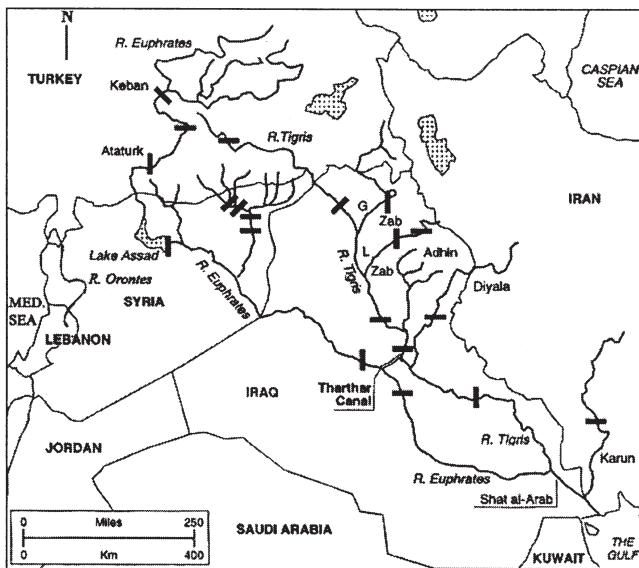 N
R. Euphrates
TURKEY
CASPIAN
SEA
Keban
R.Tigris
Ataturk
G
Zab
IRAN
L
Zab
Adhin
R. Tigris
Diyala
Lake Assad
R. Orontes
R. Euphrates
MED.
SEA
SYRIA
LEBANON
IRAQ
Tharthar
Canal
JORDAN
R. Tigris
Karun
R. Euphrates
Shat al-Arab
0 Miles 250
0 Km 400
SAUDI ARABIA
KUWAIT
THE
GULF